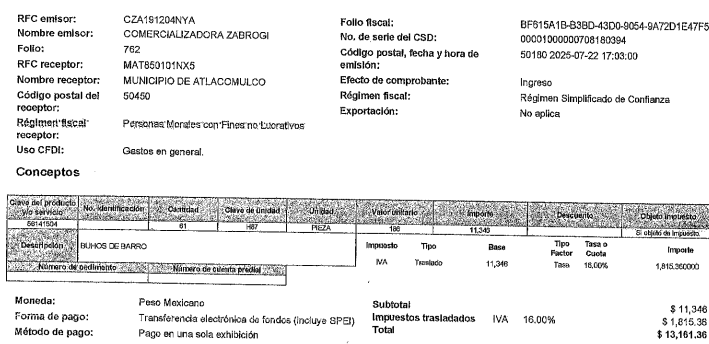 RFC emisor: CZA191204NYA
Nombre emisor: COMERCIALIZADORA ZABROGI
Folio: 762
RFC receptor: MAT850101NX5
Nombre receptor: MUNICIPIO DE ATLACOMULCO
Código postal del receptor: 50450
Régimen fiscal receptor: Personas Morales con Fines no Lucrativos
Uso CFDI: Gastos en general.
Folio fiscal: BF615A1B-B3BD-43D0-9054-9A72D1E47F5
No. de serie del CSD: 00001000000708180394
Código postal, fecha y hora de emisión: 50180 2025-07-22 17:03:00
Efecto de comprobante: Ingreso
Régimen fiscal: Régimen Simplificado de Confianza
Exportación: No aplica
Conceptos
Clave del producto y/o servicio No. identificación Cantidad Clave de unidad Unidad Valor unitario Importe Descuento Objeto impuesto
61 H87 PIEZA 186 Si objeto de impuesto.
Descripción BUHOS DE BARRO
Impuesto Tipo Base Tipo Factor Tasa o Cuota Importe
IVA Traslado 11,346 Tasa 16.00% 1,815.360000
Número de pedimento Número de cuenta predial
Moneda: Peso Mexicano
Forma de pago: Transferencia electrónica de fondos (incluye SPEI)
Método de pago: Pago en una sola exhibición
Subtotal $ 11,346
Impuestos trasladados IVA 16.00% $ 1,815.36
Total $ 13,161.36